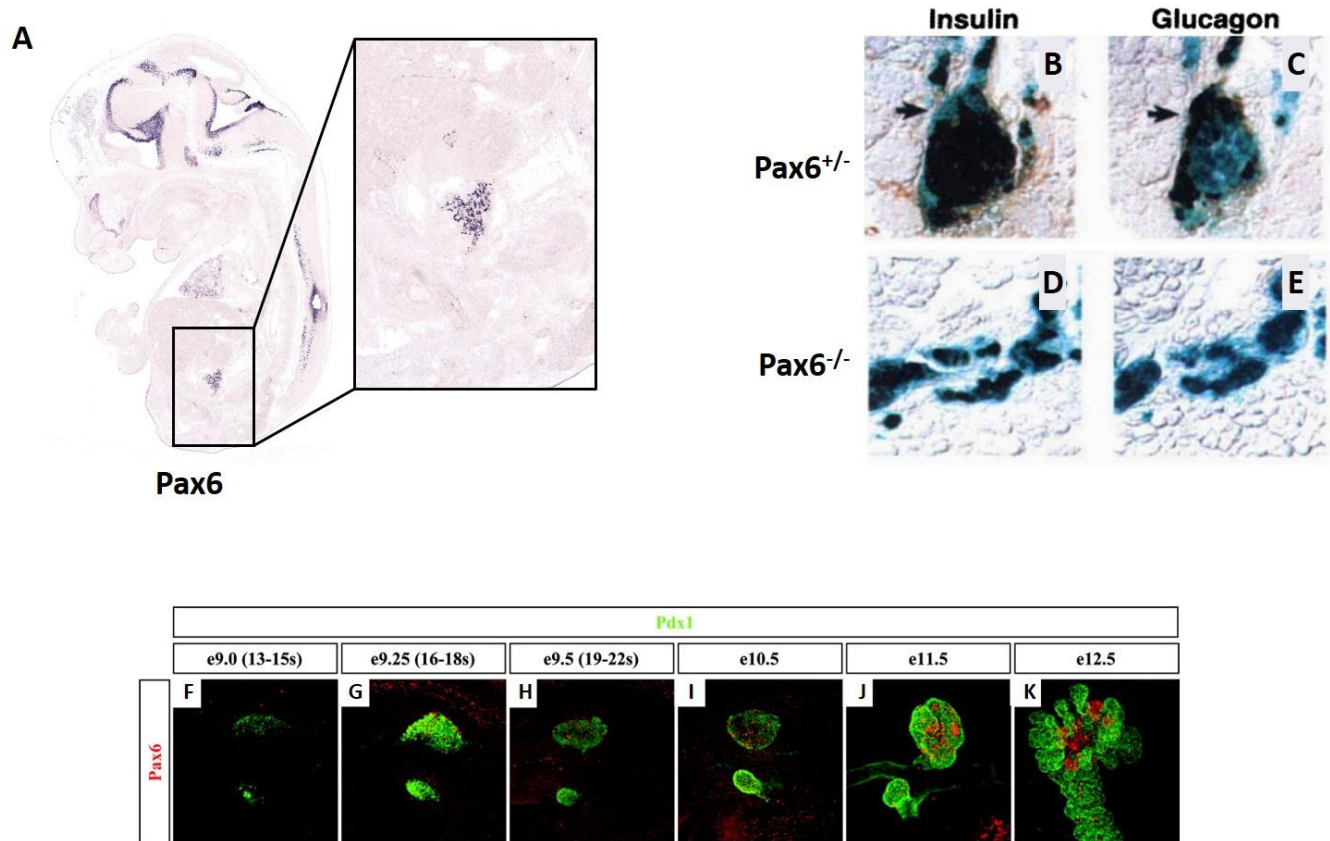 A
Pax6
Insulin Glucagon
B C
Pax6+/-
D E
Pax6-/-
Pdx1
e9.0 (13-15s) e9.25 (16-18s) e9.5 (19-22s) e10.5 e11.5 e12.5
F G H I J K
Pax6